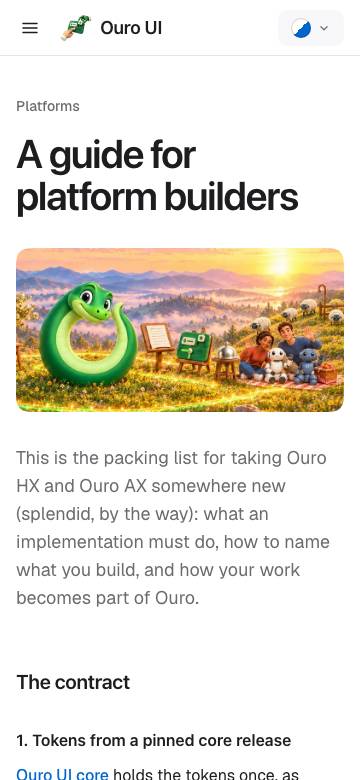 Ouro UI
Platforms
A guide for
platform builders
This is the packing list for taking Ouro
HX and Ouro AX somewhere new
(splendid, by the way): what an
implementation must do, how to name
what you build, and how your work
becomes part of Ouro.
The contract
1. Tokens from a pinned core release
Ouro UI core holds the tokens once, as